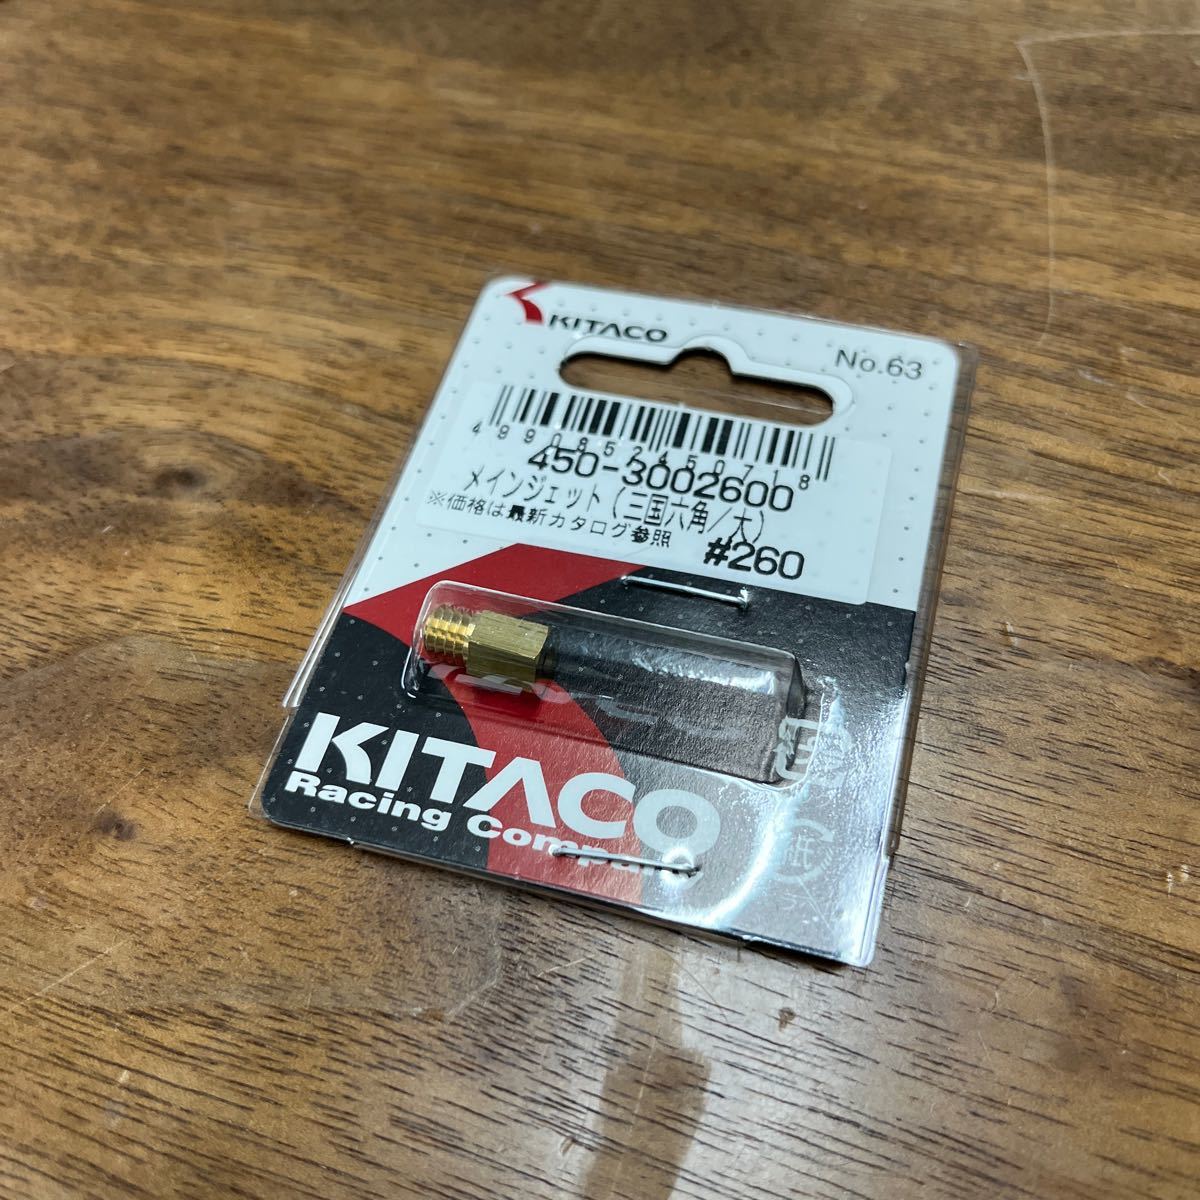 KITACO
No.63
4990852450718
450-3002600
メインジェット(三国六角/大)
※価格は最新カタログ参照
#260
KITACO
Racing Company
紙